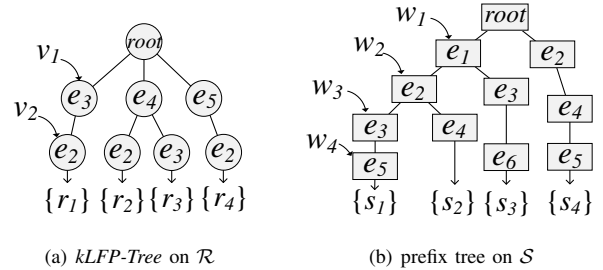 root
v₁
e₃ e₄ e₅
v₂
e₂ e₂ e₃ e₂
{r₁} {r₂} {r₃} {r₄}
(a) kLFP-Tree on ℛ
w₁ root
w₂ e₁ e₂
w₃ e₂ e₃
e₃ e₄ e₄
w₄ e₅ e₆ e₅
{s₁} {s₂} {s₃} {s₄}
(b) prefix tree on 𝒮